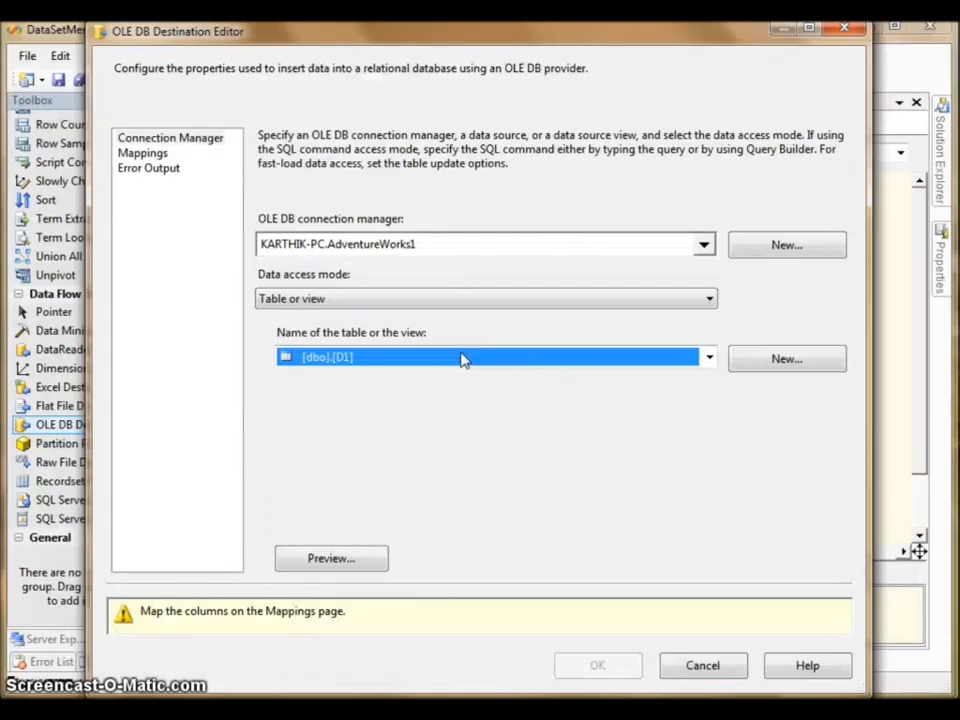 DataSetMer
OLE DB Destination Editor
File Edit
Configure the properties used to insert data into a relational database using an OLE DB provider.
Toolbox
Row Cour
Row Samp
Script Cor
Slowly Ch
Sort
Term Extra
Term Loo
Union All
Unpivot
Data Flow
Pointer
Data Mini
DataReade
Dimension
Excel Dest
Flat File D
OLE DB De
Partition P
Raw File D
Recordset
SQL Serve
SQL Serve
General
There are no
group. Drag
to add i
Server Exp...
Error List
Connection Manager
Mappings
Error Output
Specify an OLE DB connection manager, a data source, or a data source view, and select the data access mode. If using
the SQL command access mode, specify the SQL command either by typing the query or by using Query Builder. For
fast-load data access, set the table update options.
OLE DB connection manager:
KARTHIK-PC.AdventureWorks1
New...
Data access mode:
Table or view
Name of the table or the view:
[dbo].[D1]
New...
Preview...
Map the columns on the Mappings page.
OK
Cancel
Help
Solution Explorer
Properties
Screencast-O-Matic.com